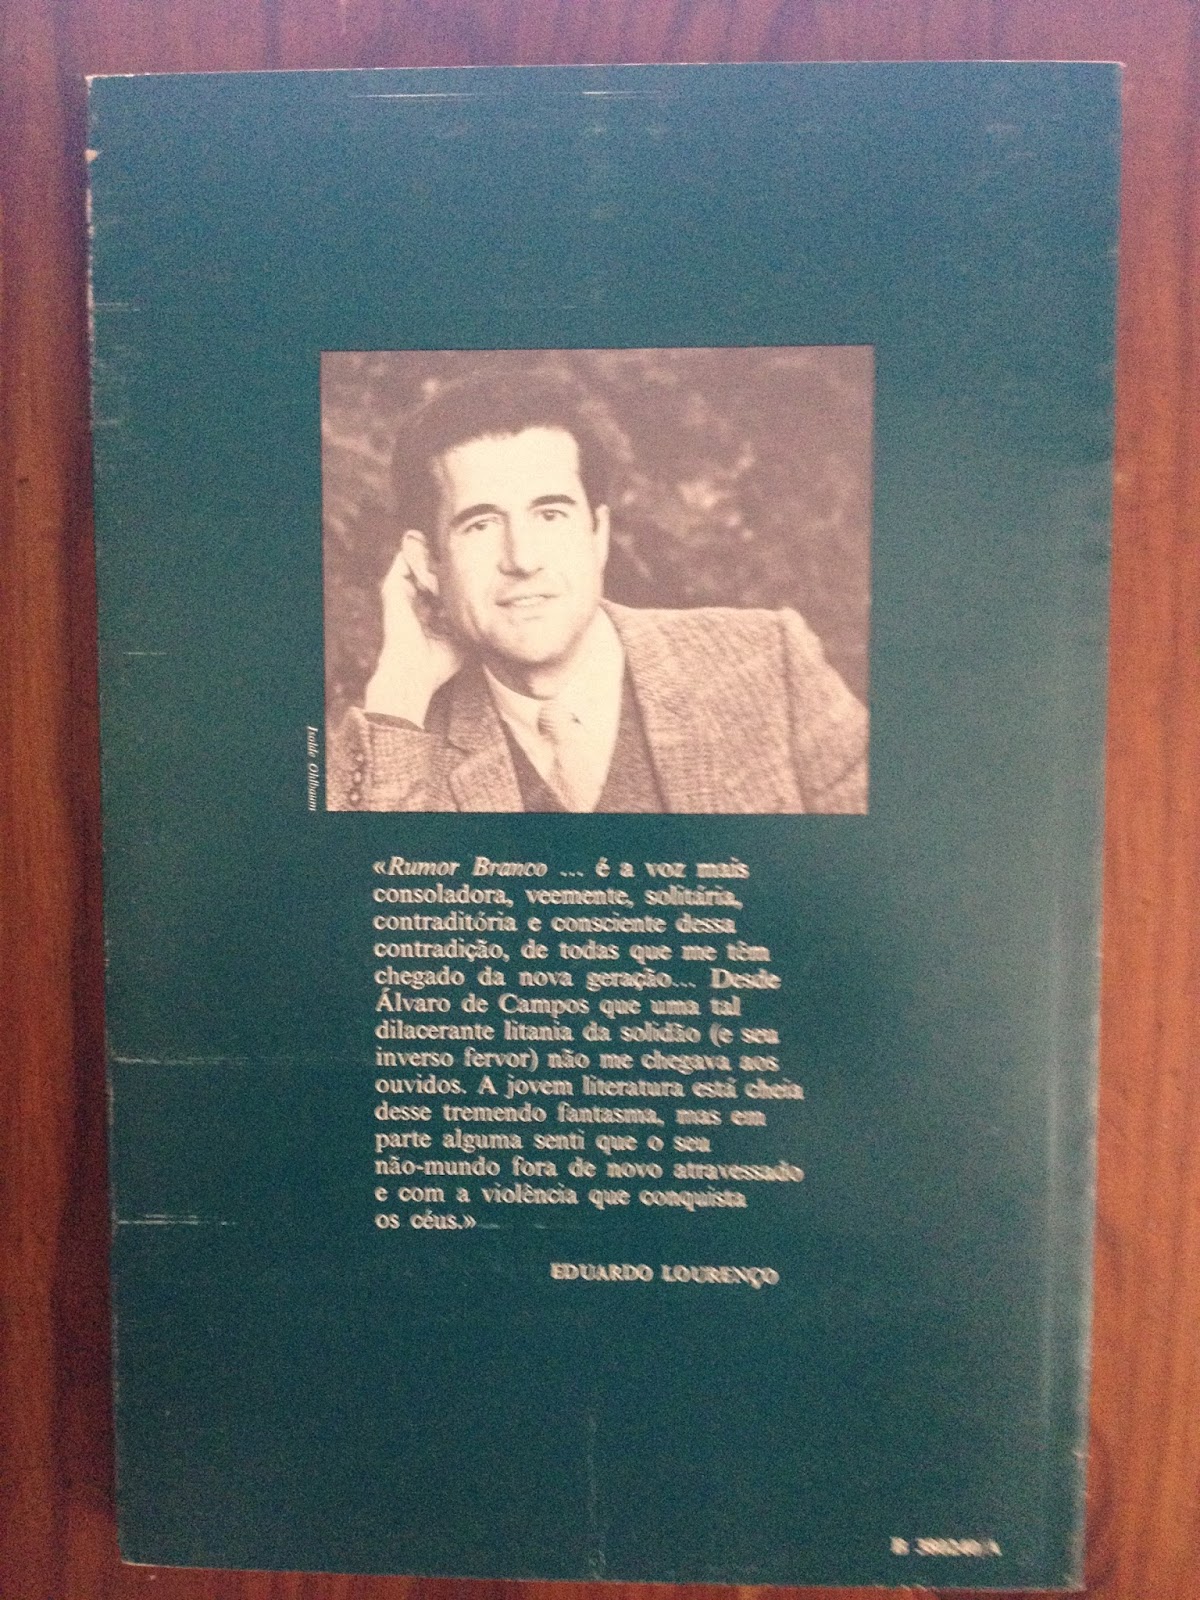 Isolde Ohlbaum
«Rumor Branco ... é a voz mais
consoladora, veemente, solitária,
contraditória e consciente dessa
contradição, de todas que me têm
chegado da nova geração... Desde
Álvaro de Campos que uma tal
dilacerante litania da solidão (e seu
inverso fervor) não me chegava aos
ouvidos. A jovem literatura está cheia
desse tremendo fantasma, mas em
parte alguma senti que o seu
não-mundo fora de novo atravessado
e com a violência que conquista
os céus.»
EDUARDO LOURENÇO